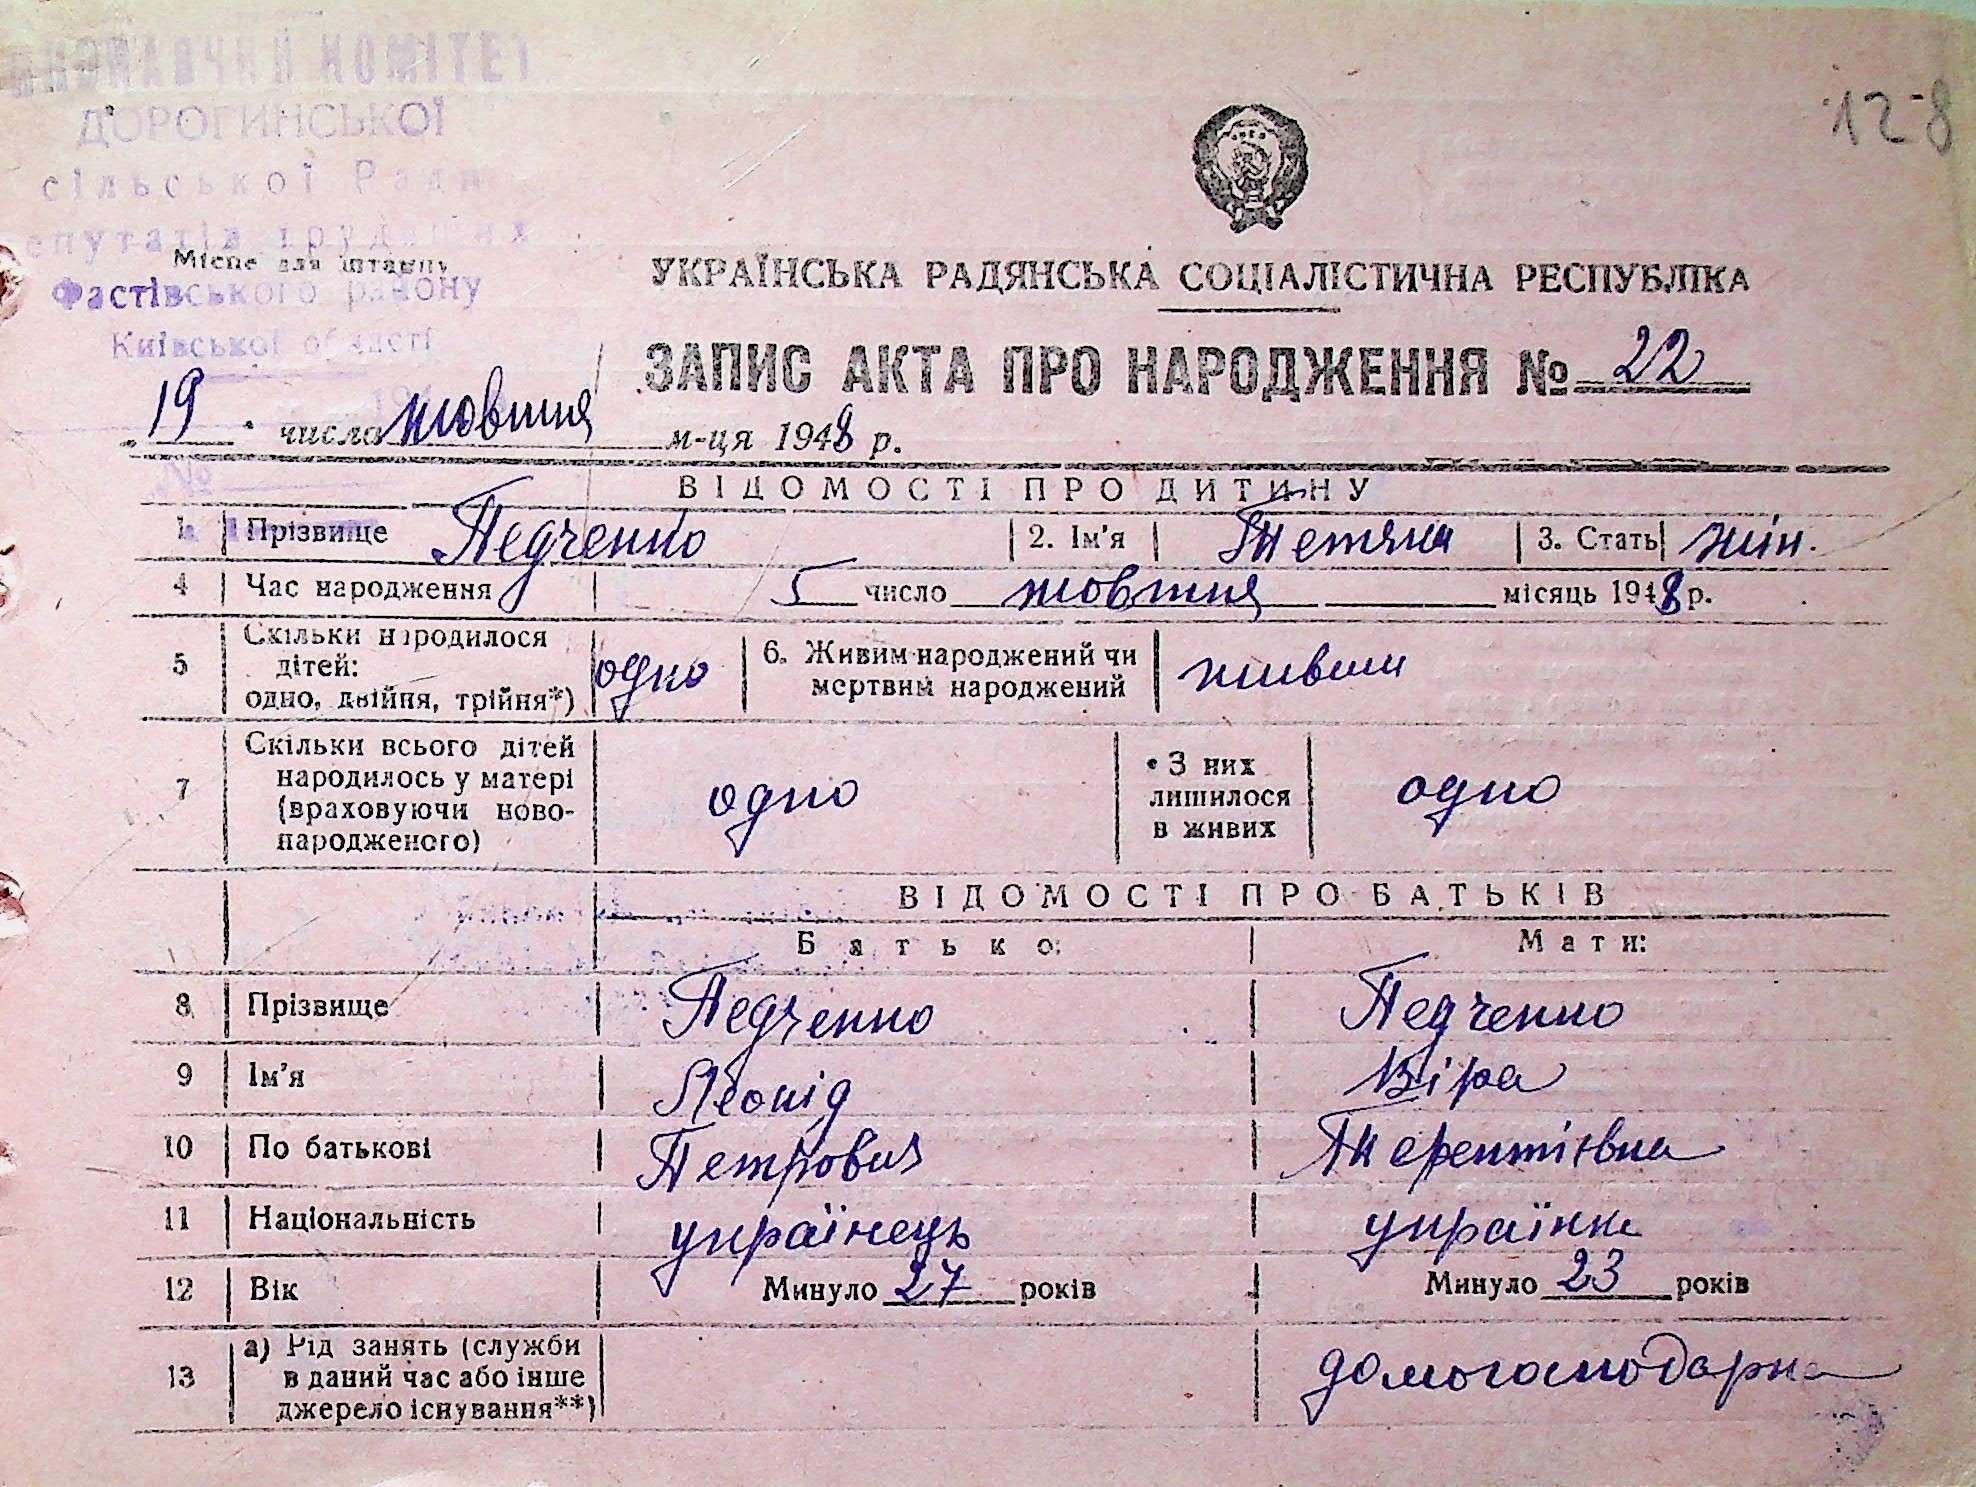 128
ВИКОНАВЧИЙ КОМІТЕТ
ДОРОГИНСЬКОЇ
сільської Ради
депутатів трудящих
Місце для штампу
Фастівського району
Київської області
УКРАЇНСЬКА РАДЯНСЬКА СОЦІАЛІСТИЧНА РЕСПУБЛІКА
ЗАПИС АКТА ПРО НАРОДЖЕННЯ № 22
„19" число жовтня м-ця 1948 р.
№
ВІДОМОСТІ ПРО ДИТИНУ
1 Прізвище Педченко 2. Ім'я Тетяна 3. Стать жін.
4 Час народження 5 число жовтня місяць 1948 р.
5 Скільки народилося дітей: одно, двійня, трійня*) одно 6. Живим народжений чи мертвим народжений живим
7 Скільки всього дітей народилось у матері (враховуючи новонародженого) одно З них лишилося в живих одно
ВІДОМОСТІ ПРО БАТЬКІВ
Батько: Мати:
8 Прізвище Педченко Педченко
9 Ім'я Леонід Віра
10 По батькові Петрович Терентіївна
11 Національність українець українка
12 Вік Минуло 27 років Минуло 23 років
13 а) Рід занять (служби в даний час або інше джерело існування**) домогосподарка